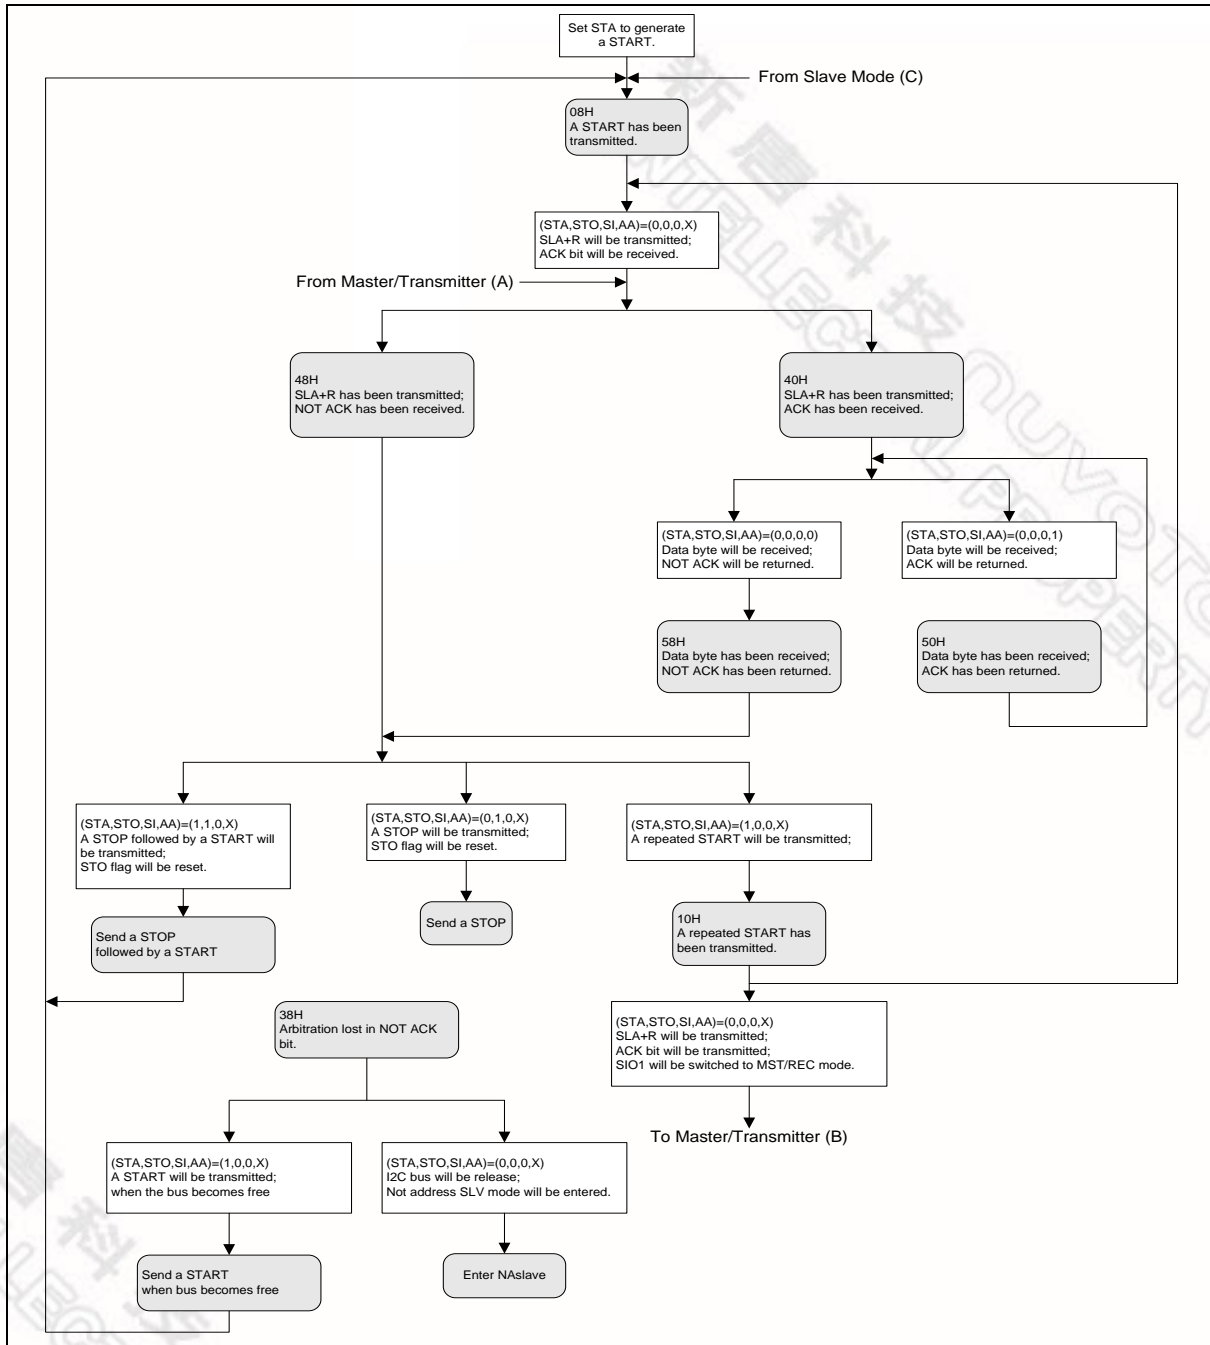 Set STA to generate
a START.
From Slave Mode (C)
08H
A START has been
transmitted.
(STA,STO,SI,AA)=(0,0,0,X)
SLA+R will be transmitted;
ACK bit will be received.
From Master/Transmitter (A)
48H
SLA+R has been transmitted;
NOT ACK has been received.
40H
SLA+R has been transmitted;
ACK has been received.
(STA,STO,SI,AA)=(0,0,0,0)
Data byte will be received;
NOT ACK will be returned.
(STA,STO,SI,AA)=(0,0,0,1)
Data byte will be received;
ACK will be returned.
58H
Data byte has been received;
NOT ACK has been returned.
50H
Data byte has been received;
ACK has been returned.
(STA,STO,SI,AA)=(1,1,0,X)
A STOP followed by a START will
be transmitted;
STO flag will be reset.
(STA,STO,SI,AA)=(0,1,0,X)
A STOP will be transmitted;
STO flag will be reset.
(STA,STO,SI,AA)=(1,0,0,X)
A repeated START will be transmitted;
Send a STOP
followed by a START
Send a STOP
10H
A repeated START has
been transmitted.
38H
Arbitration lost in NOT ACK
bit.
(STA,STO,SI,AA)=(0,0,0,X)
SLA+R will be transmitted;
ACK bit will be transmitted;
SIO1 will be switched to MST/REC mode.
To Master/Transmitter (B)
(STA,STO,SI,AA)=(1,0,0,X)
A START will be transmitted;
when the bus becomes free
(STA,STO,SI,AA)=(0,0,0,X)
I2C bus will be release;
Not address SLV mode will be entered.
Send a START
when bus becomes free
Enter NAslave
新唐科技 nuvoTon
INTELLECTUAL PROPERTY
唐科技